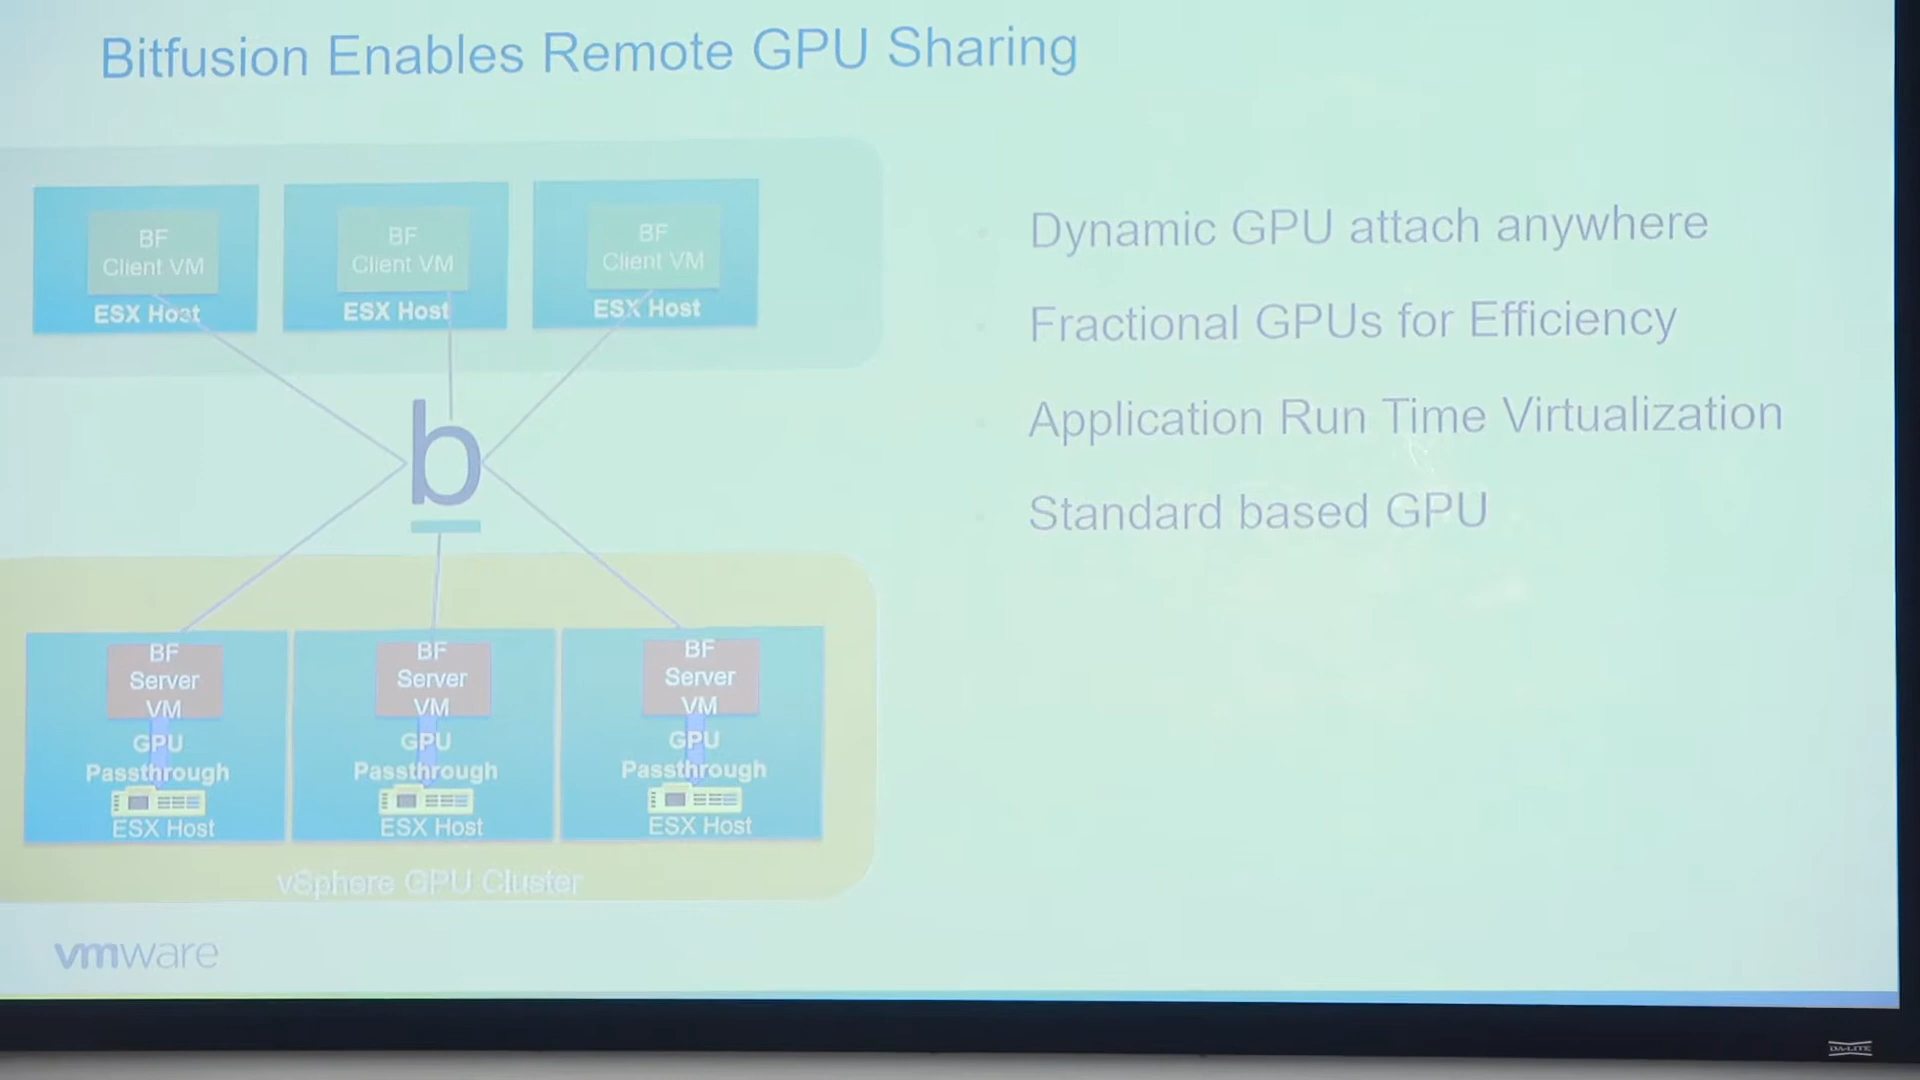 Bitfusion Enables Remote GPU Sharing
BF
Client VM
ESX Host
BF
Client VM
ESX Host
BF
Client VM
ESX Host
b
Dynamic GPU attach anywhere
Fractional GPUs for Efficiency
Application Run Time Virtualization
Standard based GPU
BF
Server
VM
GPU
Passthrough
ESX Host
BF
Server
VM
GPU
Passthrough
ESX Host
BF
Server
VM
GPU
Passthrough
ESX Host
vSphere GPU Cluster
vmware
DA-LITE